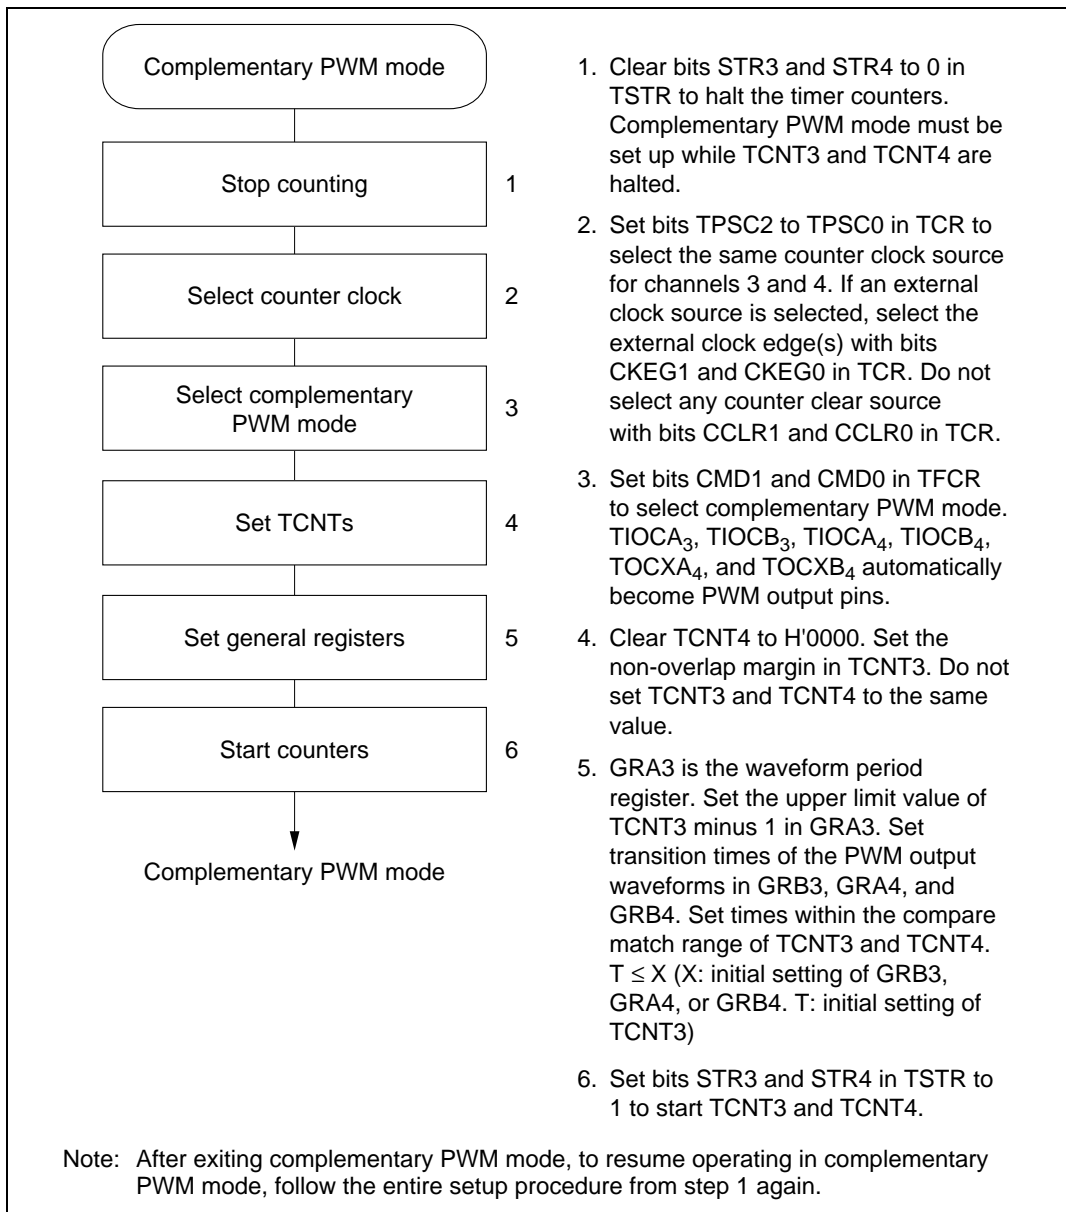 Complementary PWM mode
Stop counting
1
Select counter clock
2
Select complementary
PWM mode
3
Set TCNTs
4
Set general registers
5
Start counters
6
Complementary PWM mode
1. Clear bits STR3 and STR4 to 0 in
TSTR to halt the timer counters.
Complementary PWM mode must be
set up while TCNT3 and TCNT4 are
halted.
2. Set bits TPSC2 to TPSC0 in TCR to
select the same counter clock source
for channels 3 and 4. If an external
clock source is selected, select the
external clock edge(s) with bits
CKEG1 and CKEG0 in TCR. Do not
select any counter clear source
with bits CCLR1 and CCLR0 in TCR.
3. Set bits CMD1 and CMD0 in TFCR
to select complementary PWM mode.
TIOCA3, TIOCB3, TIOCA4, TIOCB4,
TOCXA4, and TOCXB4 automatically
become PWM output pins.
4. Clear TCNT4 to H'0000. Set the
non-overlap margin in TCNT3. Do not
set TCNT3 and TCNT4 to the same
value.
5. GRA3 is the waveform period
register. Set the upper limit value of
TCNT3 minus 1 in GRA3. Set
transition times of the PWM output
waveforms in GRB3, GRA4, and
GRB4. Set times within the compare
match range of TCNT3 and TCNT4.
T ≤ X (X: initial setting of GRB3,
GRA4, or GRB4. T: initial setting of
TCNT3)
6. Set bits STR3 and STR4 in TSTR to
1 to start TCNT3 and TCNT4.
Note: After exiting complementary PWM mode, to resume operating in complementary
PWM mode, follow the entire setup procedure from step 1 again.